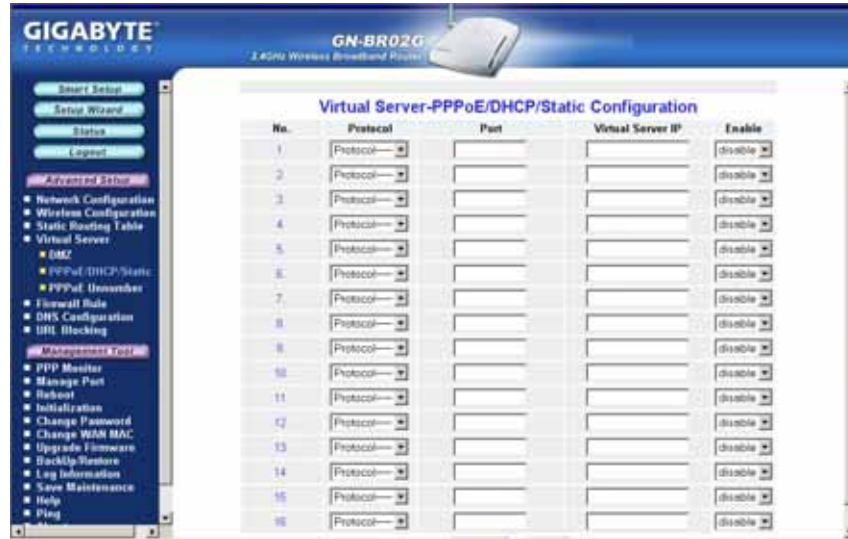 GIGABYTE
TECHNOLOGY
GN-BR02G
2.4GHz Wireless Broadband Router
Smart Setup
Setup Wizard
Status
Logout
Advanced Setup
Network Configuration
Wireless Configuration
Static Routing Table
Virtual Server
DMZ
PPPoE/DHCP/Static
PPPoE Unnumber
Firewall Rule
DNS Configuration
URL Blocking
Management Tool
PPP Monitor
Manage Port
Reboot
Initialization
Change Password
Change WAN MAC
Upgrade Firmware
BackUp/Restore
Log Information
Save Maintenance
Help
Ping
Virtual Server-PPPoE/DHCP/Static Configuration
No. Protocol Port Virtual Server IP Enable
1 Protocol---- disable
2. Protocol---- disable
3. Protocol---- disable
4. Protocol---- disable
5. Protocol---- disable
6. Protocol---- disable
7. Protocol---- disable
8. Protocol---- disable
9. Protocol---- disable
10 Protocol---- disable
11 Protocol---- disable
12 Protocol---- disable
13 Protocol---- disable
14 Protocol---- disable
15 Protocol---- disable
16 Protocol---- disable